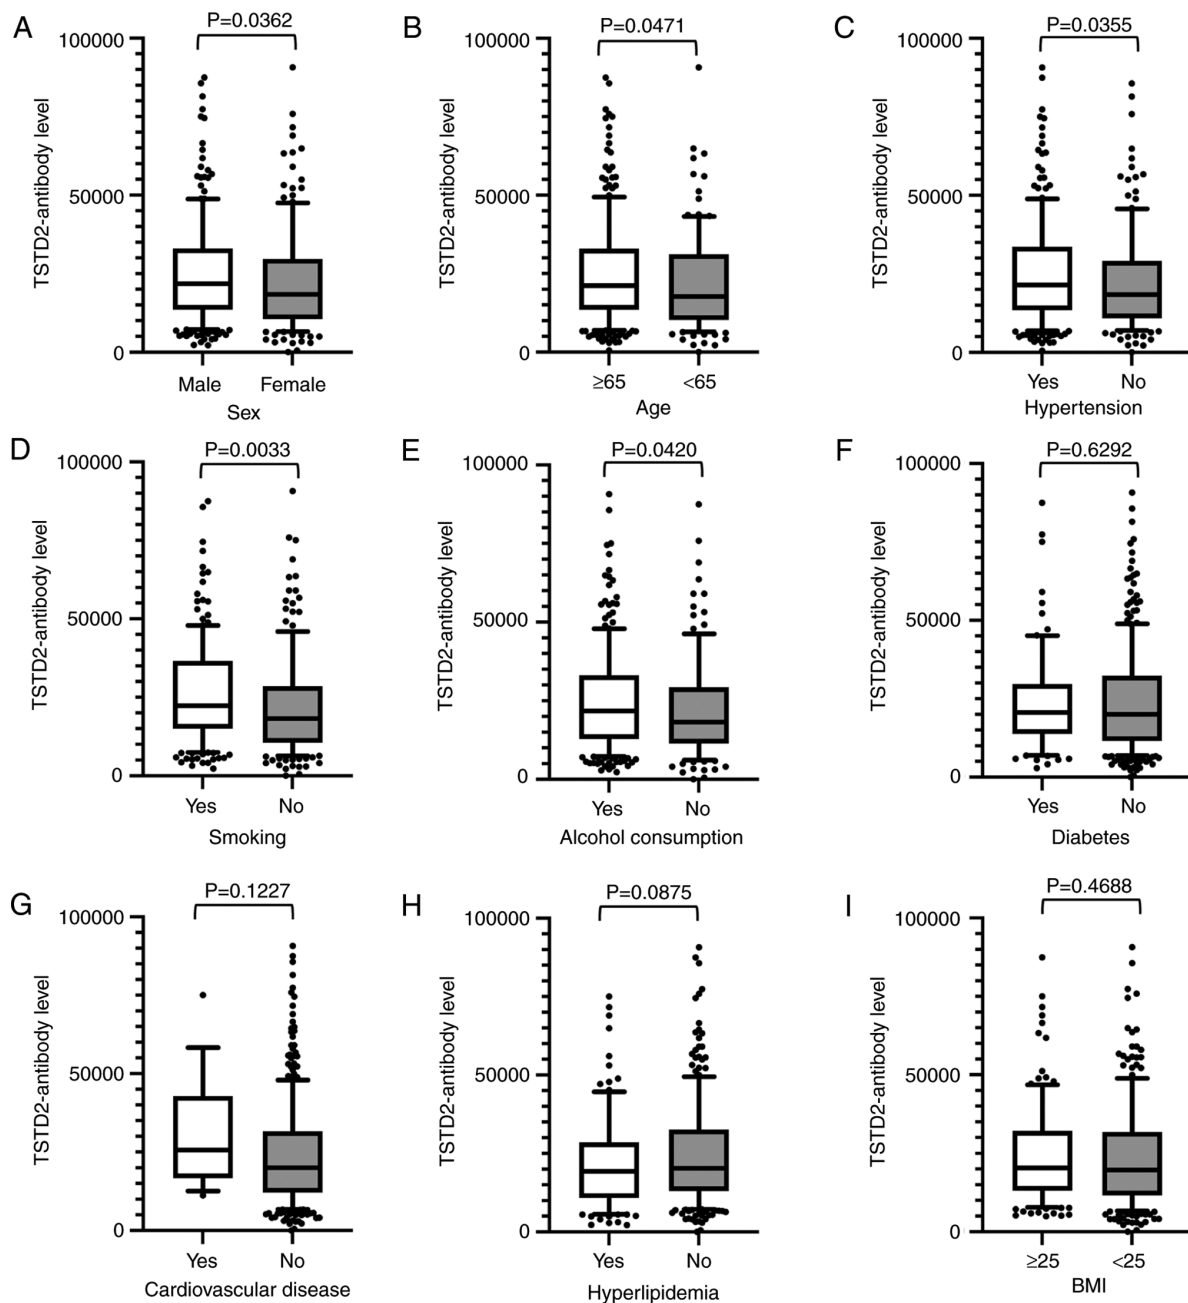 A
P=0.0362
100000
50000
0
TSTD2-antibody level
Male
Female
Sex
B
P=0.0471
100000
50000
0
TSTD2-antibody level
≥65
<65
Age
C
P=0.0355
100000
50000
0
TSTD2-antibody level
Yes
No
Hypertension
D
P=0.0033
100000
50000
0
TSTD2-antibody level
Yes
No
Smoking
E
P=0.0420
100000
50000
0
TSTD2-antibody level
Yes
No
Alcohol consumption
F
P=0.6292
100000
50000
0
TSTD2-antibody level
Yes
No
Diabetes
G
P=0.1227
100000
50000
0
TSTD2-antibody level
Yes
No
Cardiovascular disease
H
P=0.0875
100000
50000
0
TSTD2-antibody level
Yes
No
Hyperlipidemia
I
P=0.4688
100000
50000
0
TSTD2-antibody level
≥25
<25
BMI